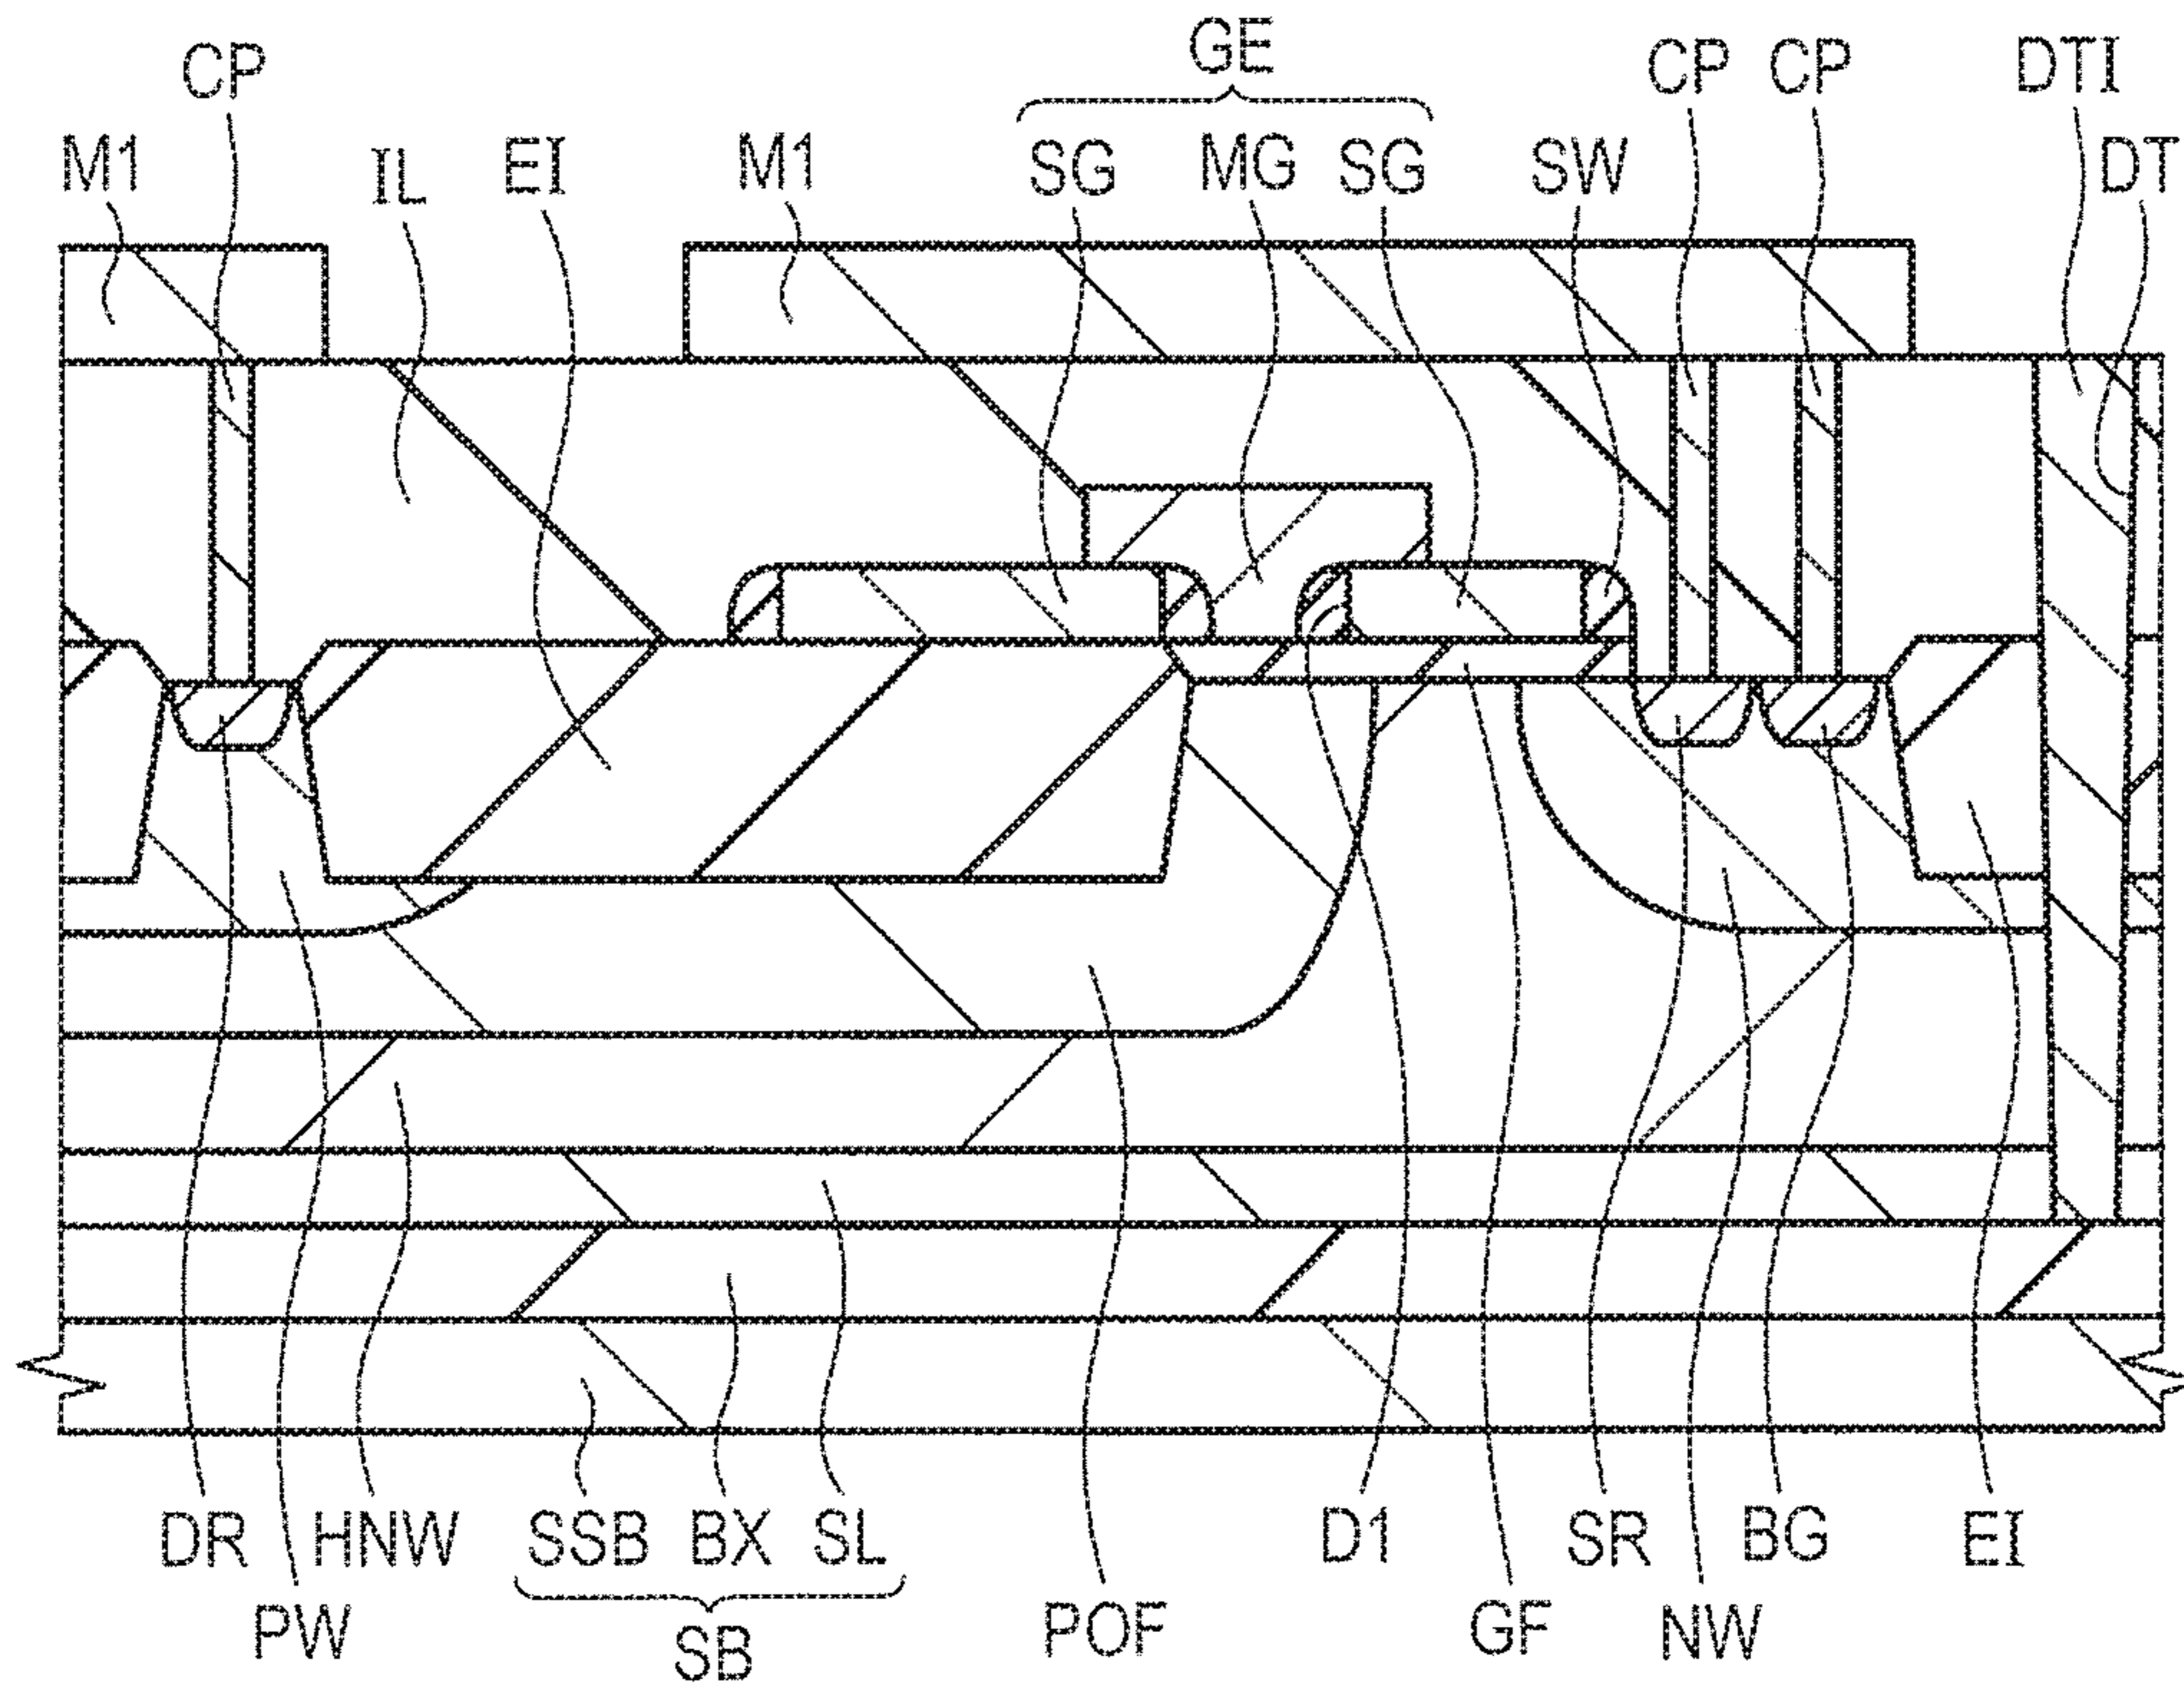 GE
CP CP CP DTI
M1 IL EI M1 SG MG SG SW DT
DR HNW SSB BX SL D1 SR BG EI
PW SB POF GF NW